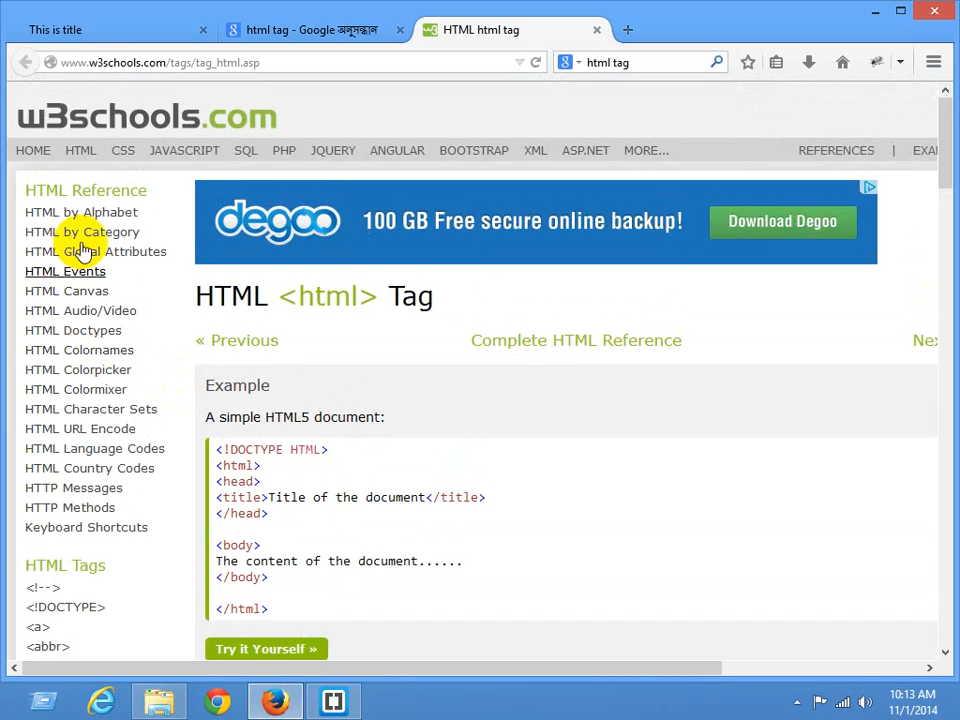 This is title
html tag - Google অনুসন্ধান
HTML html tag
www.w3schools.com/tags/tag_html.asp
html tag
w3schools.com
HOME HTML CSS JAVASCRIPT SQL PHP JQUERY ANGULAR BOOTSTRAP XML ASP.NET MORE... REFERENCES | EXA
HTML Reference
HTML by Alphabet
HTML by Category
HTML Global Attributes
HTML Events
HTML Canvas
HTML Audio/Video
HTML Doctypes
HTML Colornames
HTML Colorpicker
HTML Colormixer
HTML Character Sets
HTML URL Encode
HTML Language Codes
HTML Country Codes
HTTP Messages
HTTP Methods
Keyboard Shortcuts
HTML Tags
<!-->
<!DOCTYPE>
<a>
<abbr>
degoo 100 GB Free secure online backup! Download Degoo
HTML <html> Tag
« Previous Complete HTML Reference Nex
Example
A simple HTML5 document:
<!DOCTYPE HTML>
<html>
<head>
<title>Title of the document</title>
</head>
<body>
The content of the document......
</body>
</html>
Try it Yourself »
10:13 AM
11/1/2014